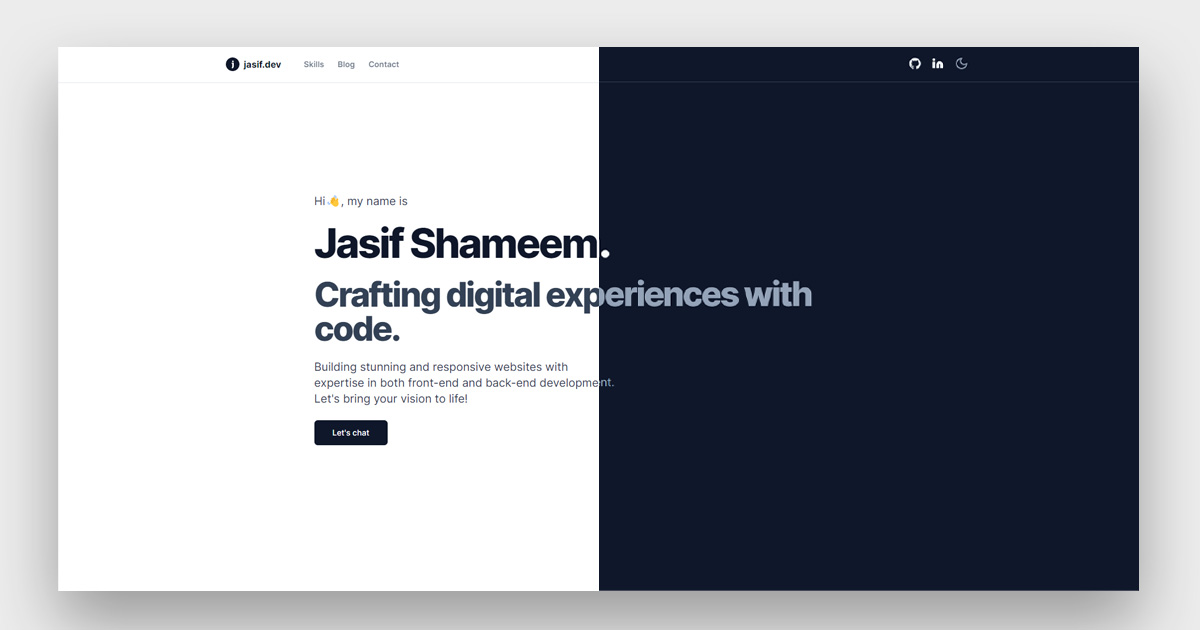 j jasif.dev Skills Blog Contact
Hi👋, my name is
Jasif Shameem.
Crafting digital experiences with
code.
Building stunning and responsive websites with
expertise in both front-end and back-end development.
Let's bring your vision to life!
Let's chat